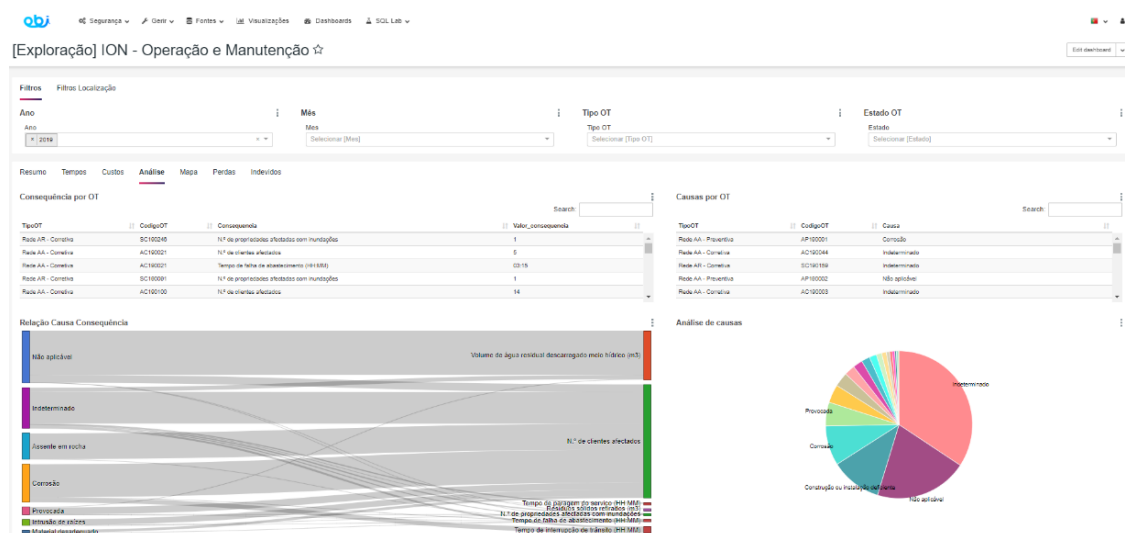 obi
Segurança Gerir Fontes Visualizações Dashboards SQL Lab
[Exploração] ION - Operação e Manutenção
Edit dashboard
Filtros Filtros Localização
Ano Mês Tipo OT Estado OT
Ano Mes Tipo OT Estado
× 2019 Selecionar [Mes] Selecionar [Tipo OT] Selecionar [Estado]
Resumo Tempos Custos Análise Mapa Perdas Indevidos
Consequência por OT Causas por OT
Search: Search:
TipoOT CodigoOT Consequencia Valor_consequencia TipoOT CodigoOT Causa
Rede AR - Corretiva SC190246 N.º de propriedades afectadas com inundações 1 Rede AA - Preventiva AP190001 Corrosão
Rede AA - Corretiva AC190021 N.º de clientes afectados 5 Rede AA - Corretiva AC190044 Indeterminado
Rede AA - Corretiva AC190021 Tempo de falha de abastecimento (HH:MM) 03:15 Rede AR - Corretiva SC190189 Indeterminado
Rede AR - Corretiva N.º de propriedades afectadas com inundações 1 Rede AA - Preventiva AP190002 Não aplicável
Rede AA - Corretiva AC190100 N.º de clientes afectados 14 Rede AA - Corretiva AC190003 Indeterminado
Relação Causa Consequência Análise de causas
Não aplicável
Volume de água residual descarregado meio hídrico (m3)
Indeterminado
Assente em rocha
N.º de clientes afectados
Corrosão
Provocada
Intrusão de raízes
Material desadequado
Tempo de paragem do serviço (HH:MM)
Resíduos sólidos retirados (m3)
N.º de propriedades afectadas com inundações
Tempo de falha de abastecimento (HH:MM)
Tempo de interrupção de trânsito (HH:MM)
Indeterminado
Provocada
Corrosão
Construção ou instalação deficiente
Não aplicável